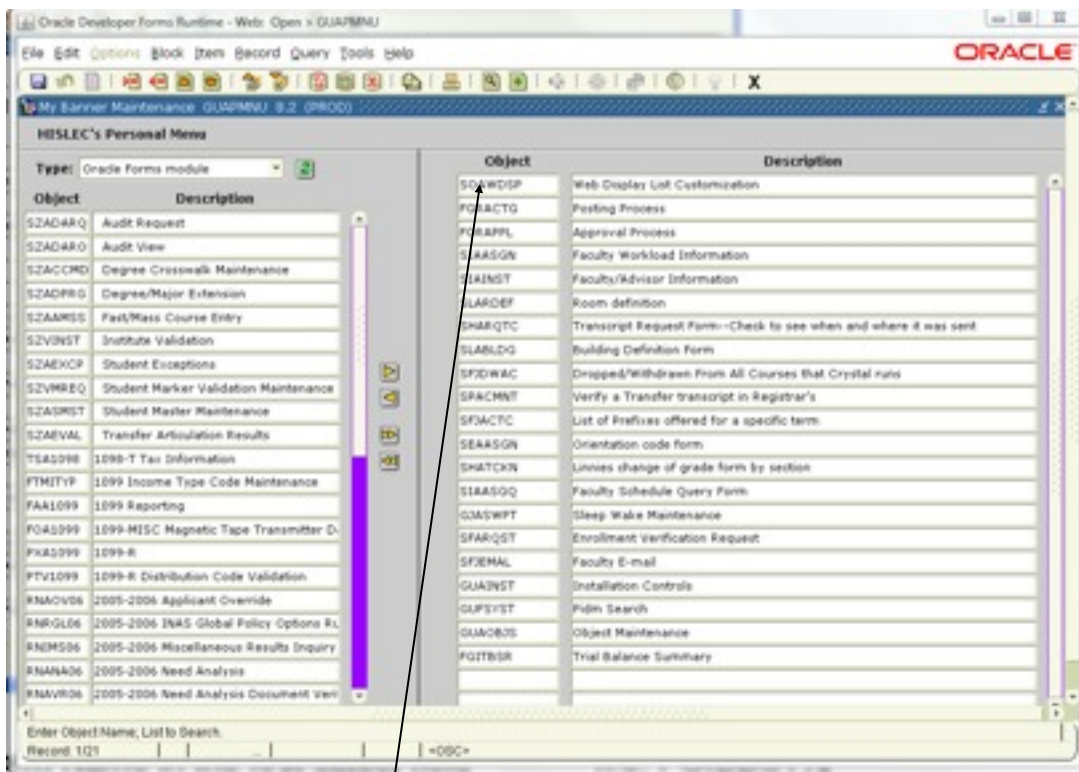 Oracle Developer Forms Runtime - Web: Open > GUAPMNU
File Edit Options Block Item Record Query Tools Help
ORACLE
My Banner Maintenance GUAPMNU 8.2 (PROD)
HISLEC's Personal Menu
Type: Oracle Forms module
Object Description
SZADARQ Audit Request
SZADARO Audit View
SZACCMD Degree Crosswalk Maintenance
SZADPRG Degree/Major Extension
SZAAMSS Fast/Mass Course Entry
SZVINST Institute Validation
SZAEXCP Student Exceptions
SZVMREQ Student Marker Validation Maintenance
SZASMST Student Master Maintenance
SZAEVAL Transfer Articulation Results
TSA1098 1098-T Tax Information
FTMITYP 1099 Income Type Code Maintenance
FAA1099 1099 Reporting
FOA1099 1099-MISC Magnetic Tape Transmitter D
PXA1099 1099-R
PTV1099 1099-R Distribution Code Validation
RNAOV06 2005-2006 Applicant Override
RNRGL06 2005-2006 INAS Global Policy Options Ru
RNIMS06 2005-2006 Miscellaneous Results Inquiry
RNANA06 2005-2006 Need Analysis
RNAVR06 2005-2006 Need Analysis Document Veri
Object Description
SOAWDSP Web Display List Customization
FGRACTG Posting Process
FORAPPL Approval Process
SIAASGN Faculty Workload Information
SIAINST Faculty/Advisor Information
SLARDEF Room definition
SHARQTC Transcript Request Form--Check to see when and where it was sent
SLABLDG Building Definition Form
SFJDWAC Dropped/Withdrawn From All Courses that Crystal runs
SPACMNT Verify a Transfer transcript in Registrar's
SFJACTC List of Prefixes offered for a specific term
SEAASGN Orientation code form
SHATCKN Linnies change of grade form by section
SIAASGQ Faculty Schedule Query Form
GJASWPT Sleep Wake Maintenance
SFARQST Enrollment Verification Request
SFJEMAL Faculty E-mail
GUAINST Installation Controls
GUPSYST Pidm Search
GUAOBJS Object Maintenance
FGITBSR Trial Balance Summary
Enter Object Name; List to Search.
Record: 1/21 ... <OSC>